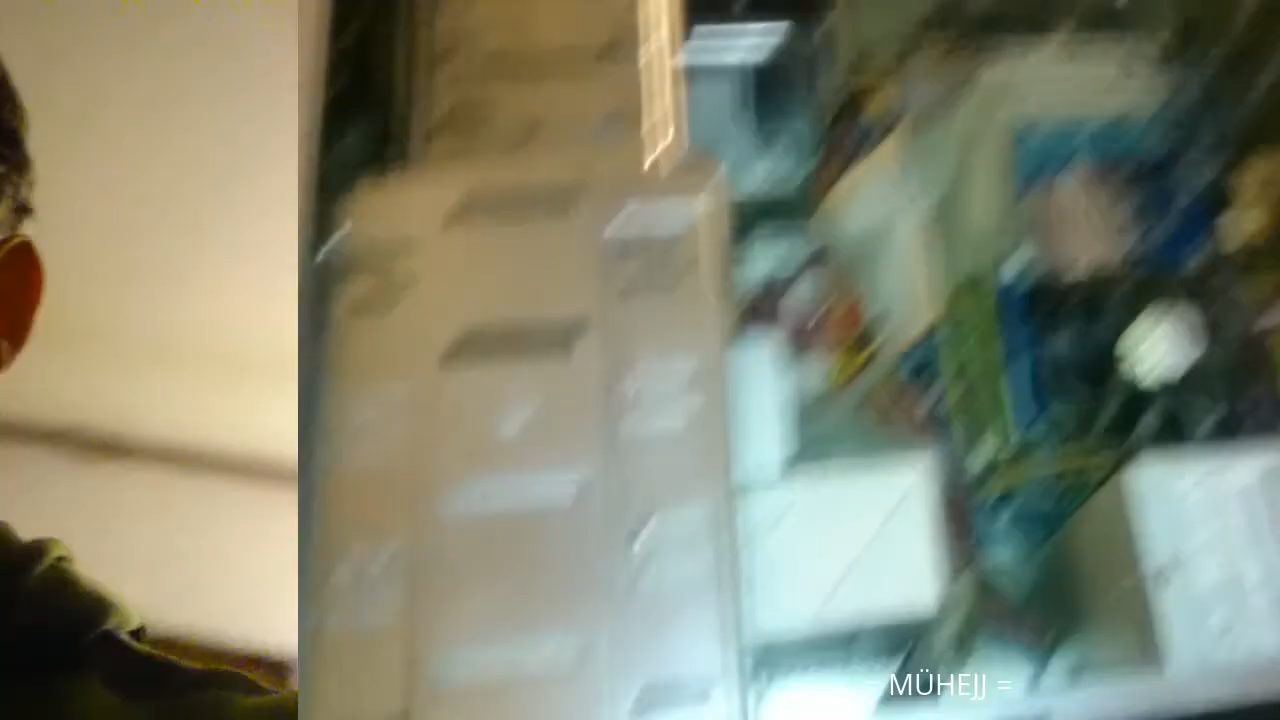 = MÜHEJJ =